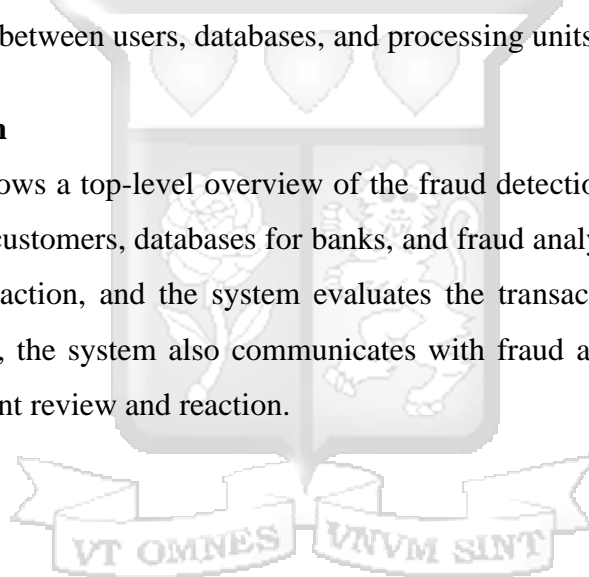 between users, databases, and processing units
n
ows a top-level overview of the fraud detectio
customers, databases for banks, and fraud analy
action, and the system evaluates the transac
, the system also communicates with fraud a
nt review and reaction.
VT OMNES VNVM SINT